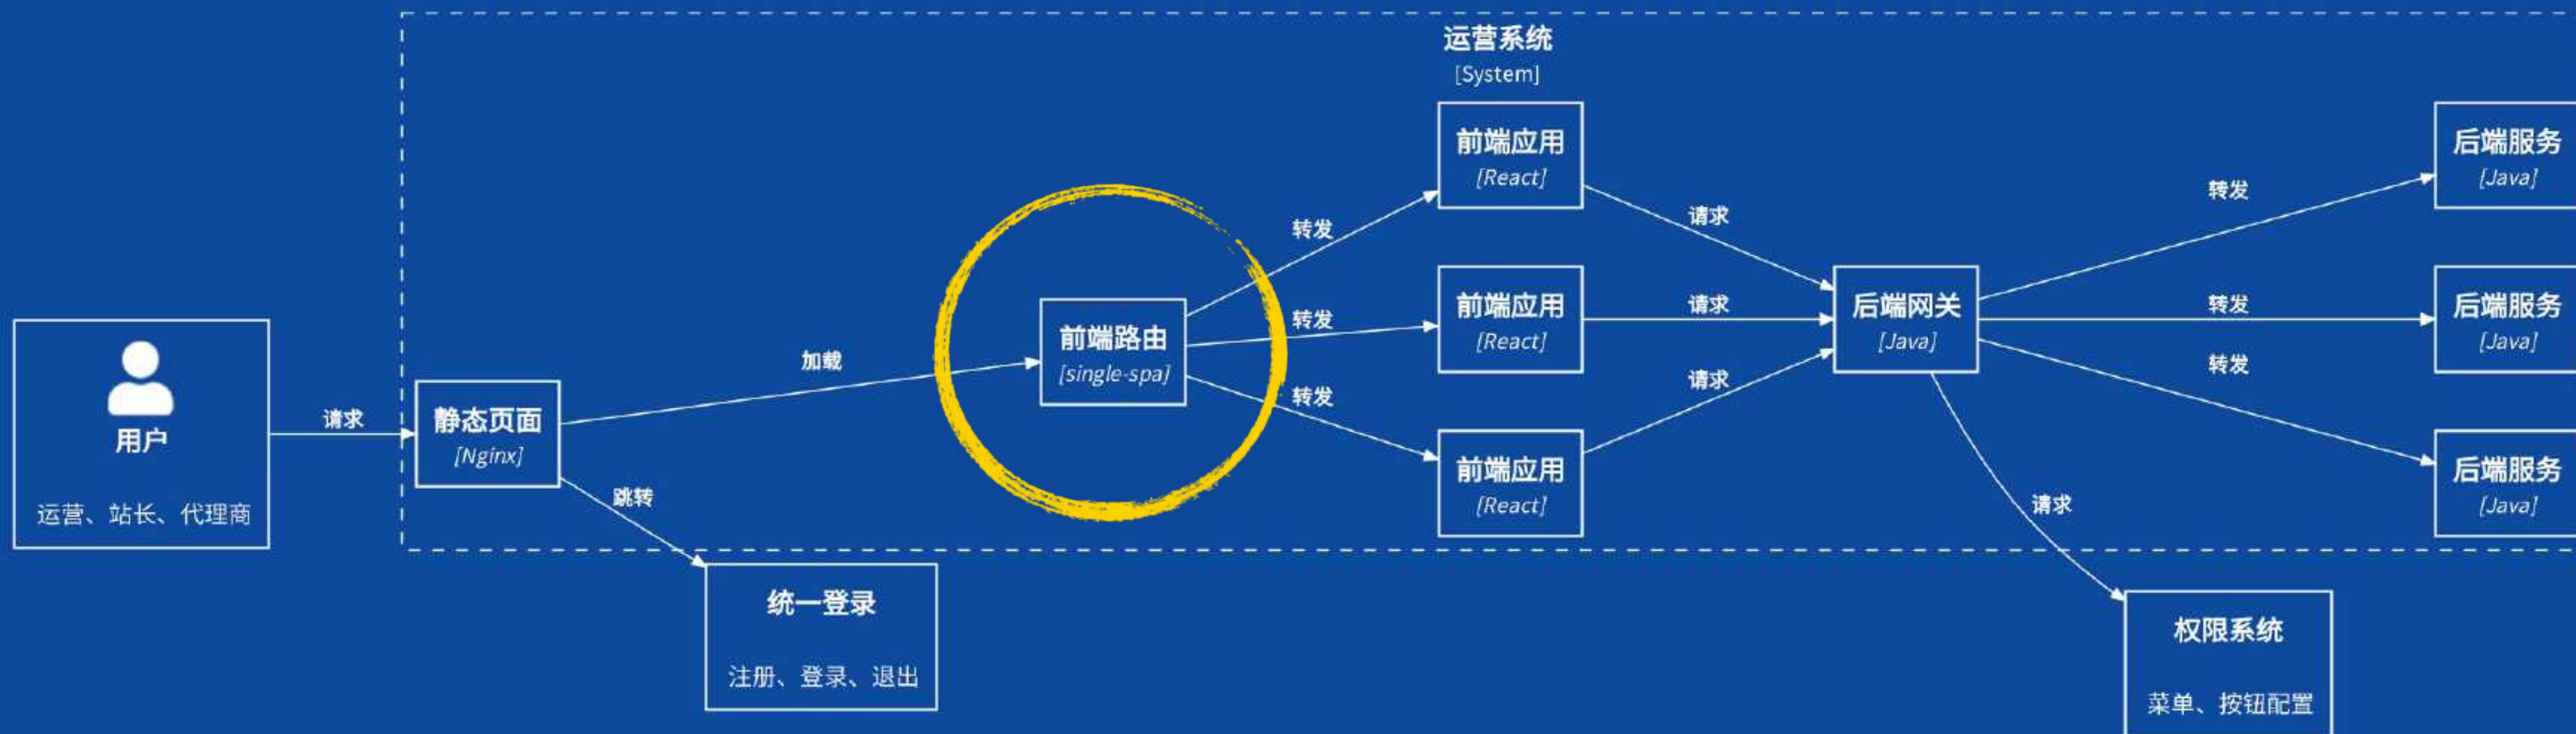 运营系统
[System]
用户
运营、站长、代理商
请求
静态页面
[Nginx]
加载
跳转
统一登录
注册、登录、退出
前端路由
[single-spa]
转发
转发
转发
前端应用
[React]
前端应用
[React]
前端应用
[React]
请求
请求
请求
后端网关
[Java]
转发
转发
转发
请求
后端服务
[Java]
后端服务
[Java]
后端服务
[Java]
权限系统
菜单、按钮配置